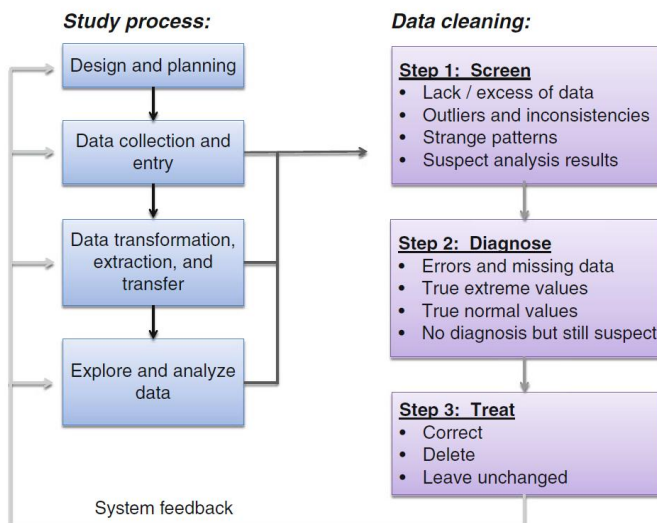 Study process:
Design and planning
Data collection and
entry
Data transformation,
extraction, and
transfer
Explore and analyze
data
System feedback
Data cleaning:
Step 1: Screen
• Lack / excess of data
• Outliers and inconsistencies
• Strange patterns
• Suspect analysis results
Step 2: Diagnose
• Errors and missing data
• True extreme values
• True normal values
• No diagnosis but still suspect
Step 3: Treat
• Correct
• Delete
• Leave unchanged